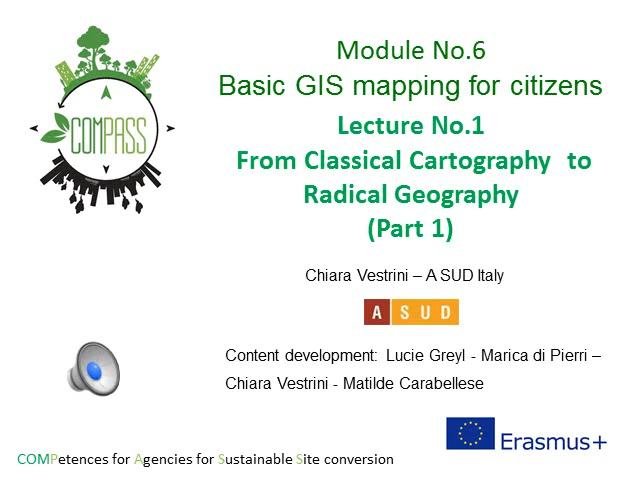 Module No.6
Basic GIS mapping for citizens
COMPASS
Lecture No.1
From Classical Cartography to
Radical Geography
(Part 1)
Chiara Vestrini – A SUD Italy
A SUD
Content development: Lucie Greyl - Marica di Pierri –
Chiara Vestrini - Matilde Carabellese
Erasmus+
COMPetences for Agencies for Sustainable Site conversion